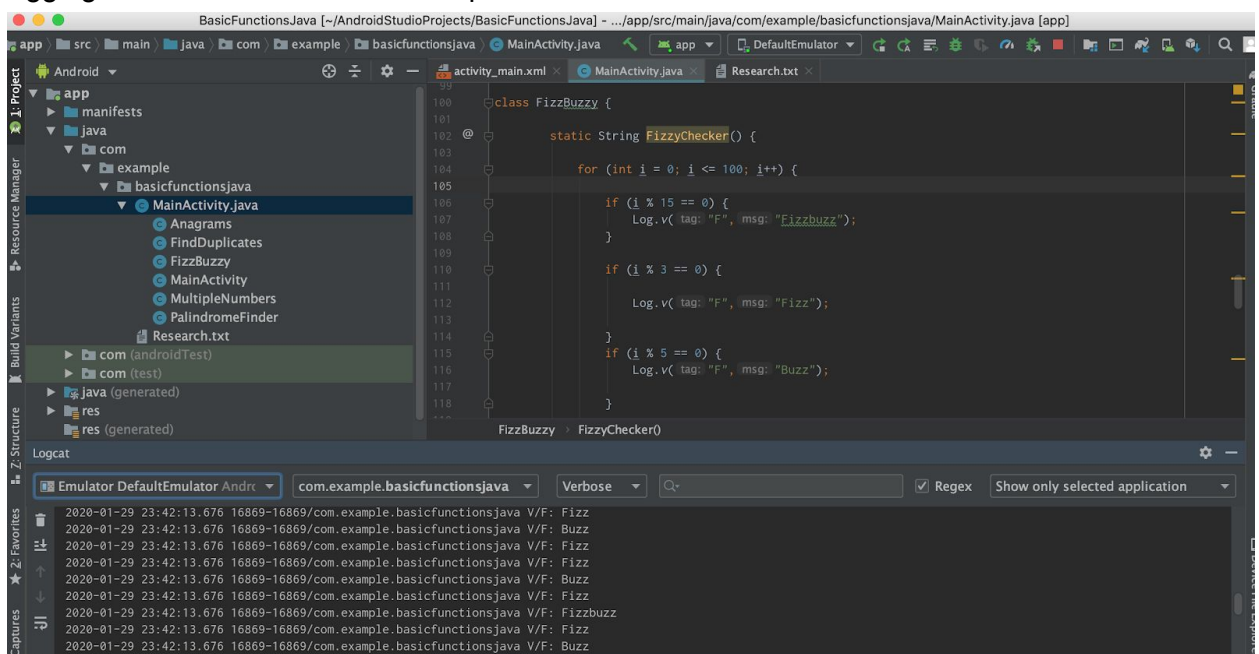 BasicFunctionsJava [~/AndroidStudioProjects/BasicFunctionsJava] - .../app/src/main/java/com/example/basicfunctionsjava/MainActivity.java [app]
app src main java com example basicfunctionsjava MainActivity.java app DefaultEmulator
1: Project
Resource Manager
Build Variants
Z: Structure
2: Favorites
Captures
Android
app
manifests
java
com
example
basicfunctionsjava
MainActivity.java
Anagrams
FindDuplicates
FizzBuzzy
MainActivity
MultipleNumbers
PalindromeFinder
Research.txt
com (androidTest)
com (test)
java (generated)
res
res (generated)
activity_main.xml MainActivity.java Research.txt
99
100 class FizzBuzzy {
101
102 @ static String FizzyChecker() {
103
104 for (int i = 0; i <= 100; i++) {
105
106 if (i % 15 == 0) {
107 Log.v( tag: "F", msg: "Fizzbuzz");
108 }
109
110 if (i % 3 == 0) {
111
112 Log.v( tag: "F", msg: "Fizz");
113
114 }
115 if (i % 5 == 0) {
116 Log.v( tag: "F", msg: "Buzz");
117
118 }
FizzBuzzy FizzyChecker()
Logcat
Emulator DefaultEmulator com.example.basicfunctionsjava Verbose Regex Show only selected application
2020-01-29 23:42:13.676 16869-16869/com.example.basicfunctionsjava V/F: Fizz
2020-01-29 23:42:13.676 16869-16869/com.example.basicfunctionsjava V/F: Buzz
2020-01-29 23:42:13.676 16869-16869/com.example.basicfunctionsjava V/F: Fizz
2020-01-29 23:42:13.676 16869-16869/com.example.basicfunctionsjava V/F: Fizz
2020-01-29 23:42:13.676 16869-16869/com.example.basicfunctionsjava V/F: Buzz
2020-01-29 23:42:13.676 16869-16869/com.example.basicfunctionsjava V/F: Fizz
2020-01-29 23:42:13.676 16869-16869/com.example.basicfunctionsjava V/F: Fizzbuzz
2020-01-29 23:42:13.676 16869-16869/com.example.basicfunctionsjava V/F: Fizz
2020-01-29 23:42:13.676 16869-16869/com.example.basicfunctionsjava V/F: Buzz